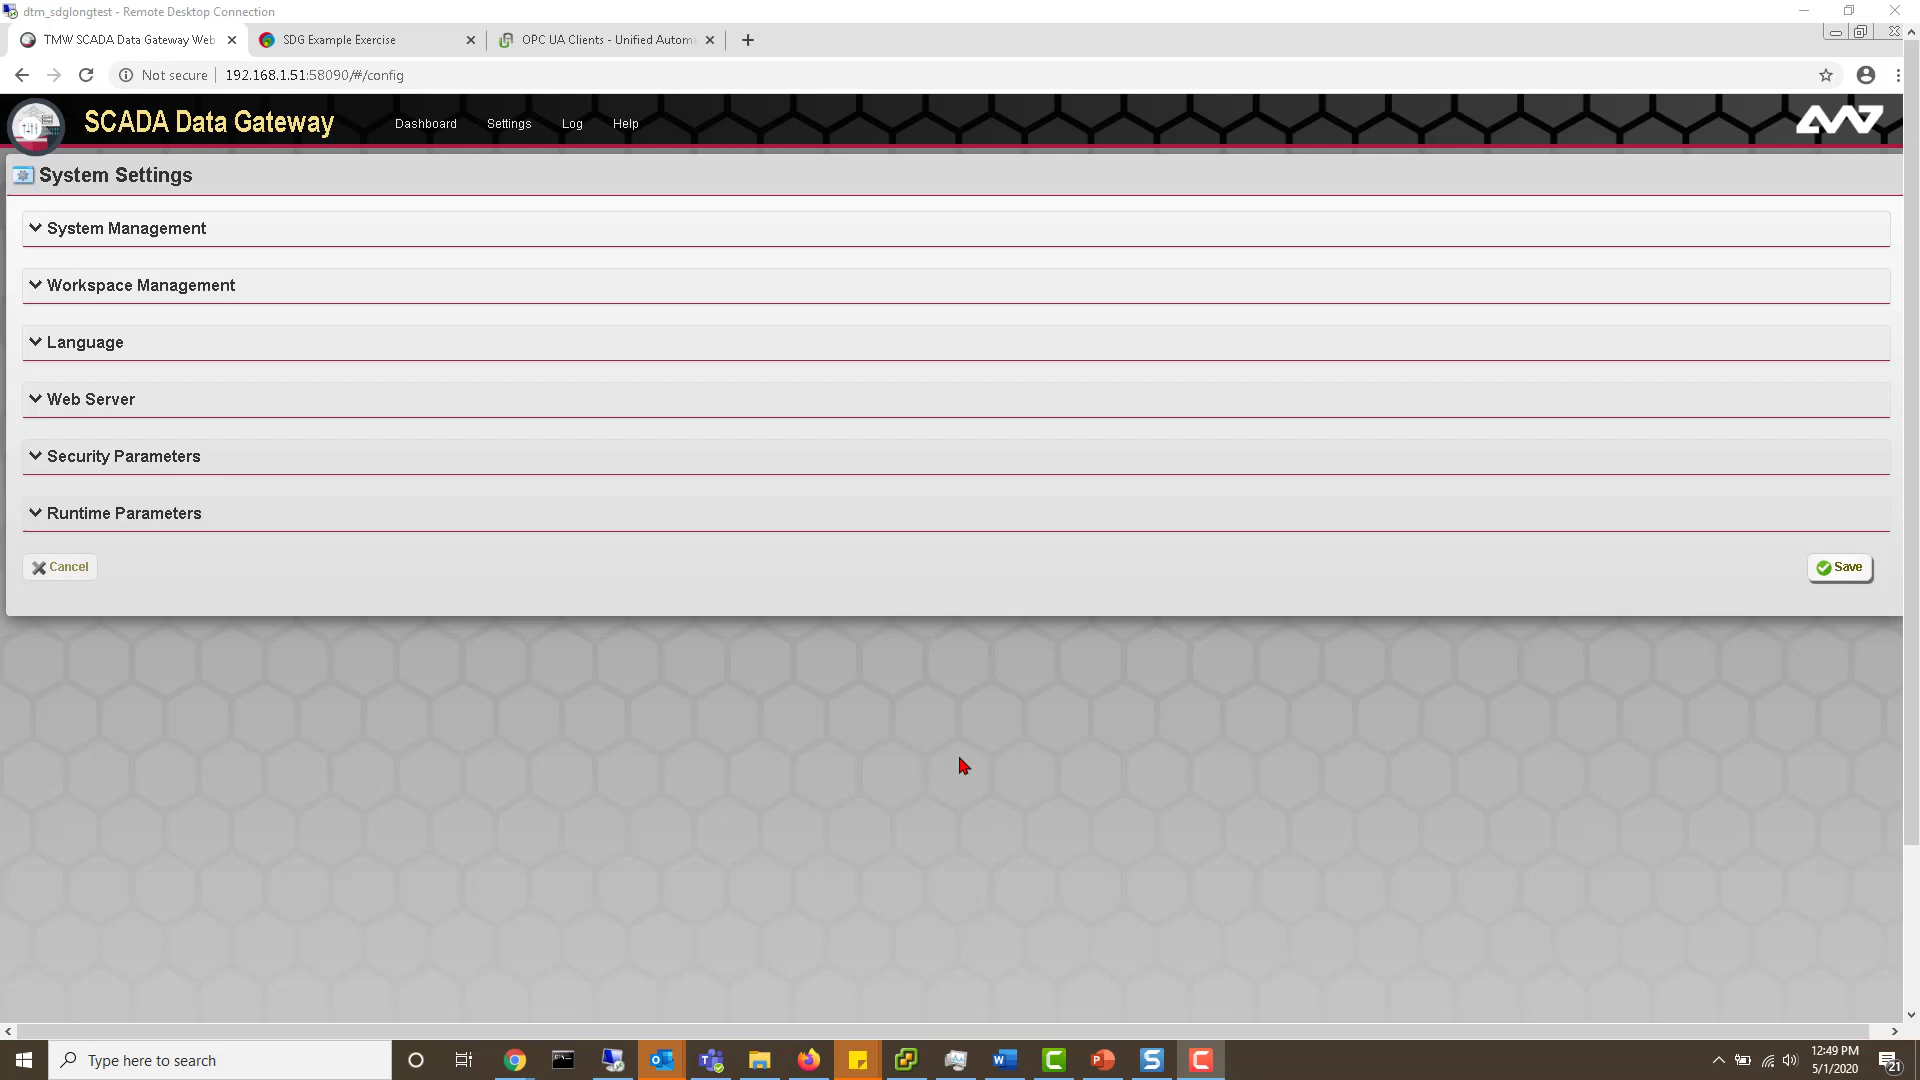 dtm_sdglongtest - Remote Desktop Connection
TMW SCADA Data Gateway Web
SDG Example Exercise
OPC UA Clients - Unified Autom
Not secure
192.168.1.51:58090/#/config
SCADA Data Gateway
Dashboard
Settings
Log
Help
System Settings
System Management
Workspace Management
Language
Web Server
Security Parameters
Runtime Parameters
Cancel
Save
Type here to search
12:49 PM
5/1/2020
21